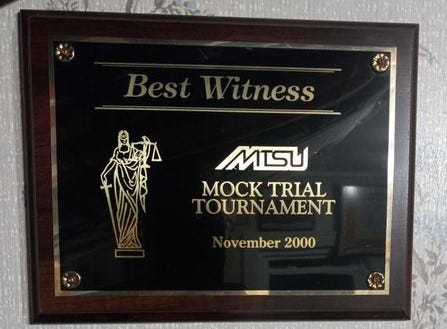 Best Witness
MTSU
MOCK TRIAL
TOURNAMENT
November 2000